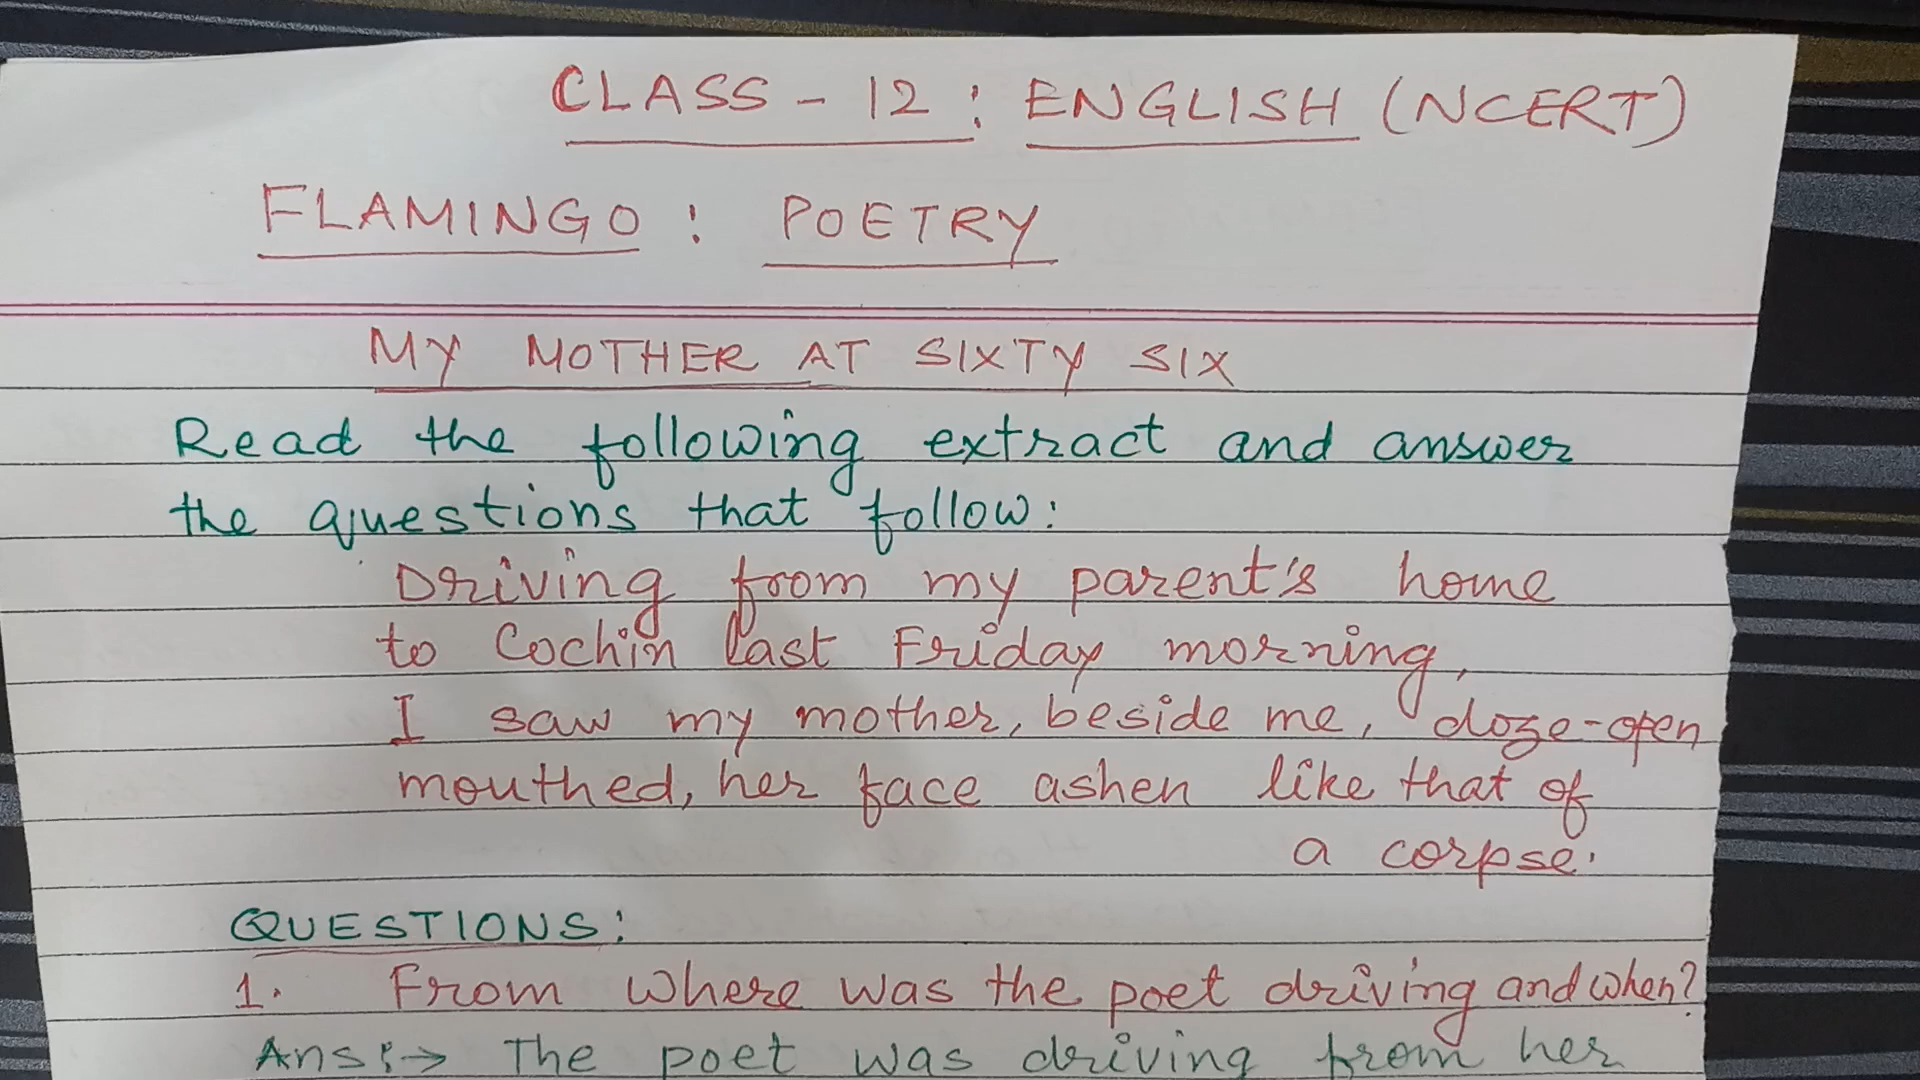 CLASS - 12 : ENGLISH (NCERT)
FLAMINGO : POETRY
MY MOTHER AT SIXTY SIX
Read the following extract and answer
the questions that follow:
Driving from my parent's home
to Cochin last Friday morning,
I saw my mother, beside me, doze-open
mouthed, her face ashen like that of
a corpse.
QUESTIONS:
1. From where was the poet driving and when?
Ans:→ The poet was driving from her